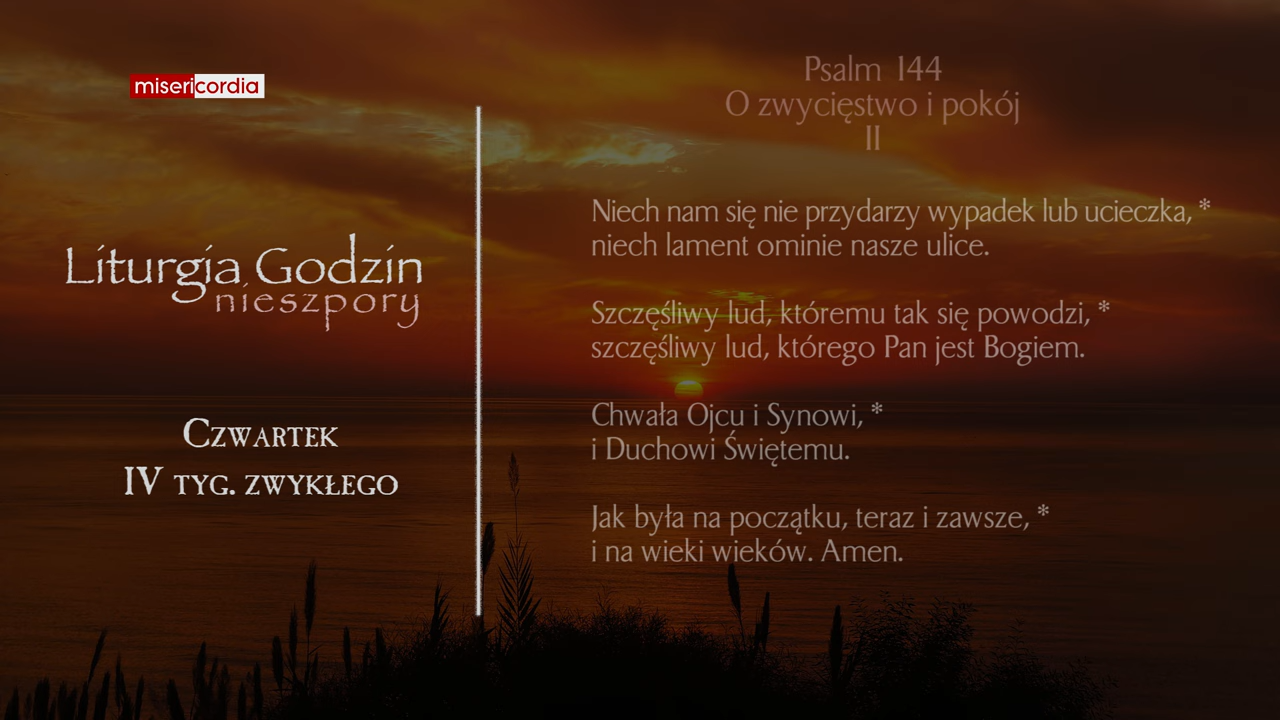 misericordia
Liturgia Godzin
nieszpory
Czwartek
IV tyg. zwykłego
Psalm 144
O zwycięstwo i pokój
II
Niech nam się nie przydarzy wypadek lub ucieczka, *
niech lament ominie nasze ulice.
Szczęśliwy lud, któremu tak się powodzi, *
szczęśliwy lud, którego Pan jest Bogiem.
Chwała Ojcu i Synowi, *
i Duchowi Świętemu.
Jak była na początku, teraz i zawsze, *
i na wieki wieków. Amen.